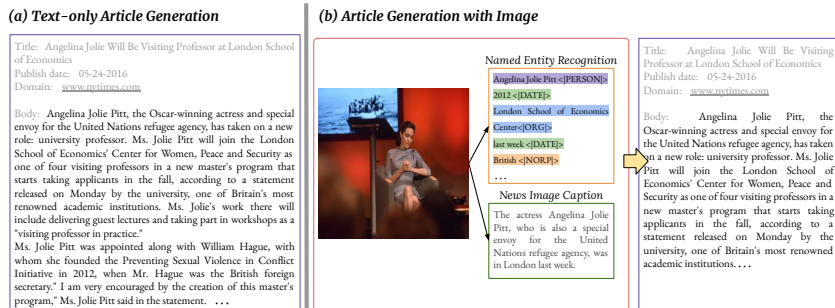 (a) Text-only Article Generation
Title: Angelina Jolie Will Be Visiting Professor at London School
of Economics
Publish date: 05-24-2016
Domain: www.nytimes.com
Body: Angelina Jolie Pitt, the Oscar-winning actress and special
envoy for the United Nations refugee agency, has taken on a new
role: university professor. Ms. Jolie Pitt will join the London
School of Economics' Center for Women, Peace and Security as
one of four visiting professors in a new master's program that
starts taking applicants in the fall, according to a statement
released on Monday by the university, one of Britain's most
renowned academic institutions. Ms. Jolie's work there will
include delivering guest lectures and taking part in workshops as a
"visiting professor in practice."
Ms. Jolie Pitt was appointed along with William Hague, with
whom she founded the Preventing Sexual Violence in Conflict
Initiative in 2012, when Mr. Hague was the British foreign
secretary." I am very encouraged by the creation of this master's
program," Ms. Jolie Pitt said in the statement. ...
(b) Article Generation with Image
Named Entity Recognition
Angelina Jolie Pitt <|PERSON|>
2012 <|DATE|>
London School of Economics
Center<|ORG|>
last week <|DATE|>
British <|NORP|>
...
News Image Caption
The actress Angelina Jolie
Pitt, who is also a special
envoy for the United
Nations refugee agency, was
in London last week.
Title: Angelina Jolie Will Be Visiting
Professor at London School of Economics
Publish date: 05-24-2016
Domain: www.nytimes.com
Body: Angelina Jolie Pitt, the
Oscar-winning actress and special envoy for
the United Nations refugee agency, has taken
on a new role: university professor. Ms. Jolie
Pitt will join the London School of
Economics' Center for Women, Peace and
Security as one of four visiting professors in a
new master's program that starts taking
applicants in the fall, according to a
statement released on Monday by the
university, one of Britain's most renowned
academic institutions. ...